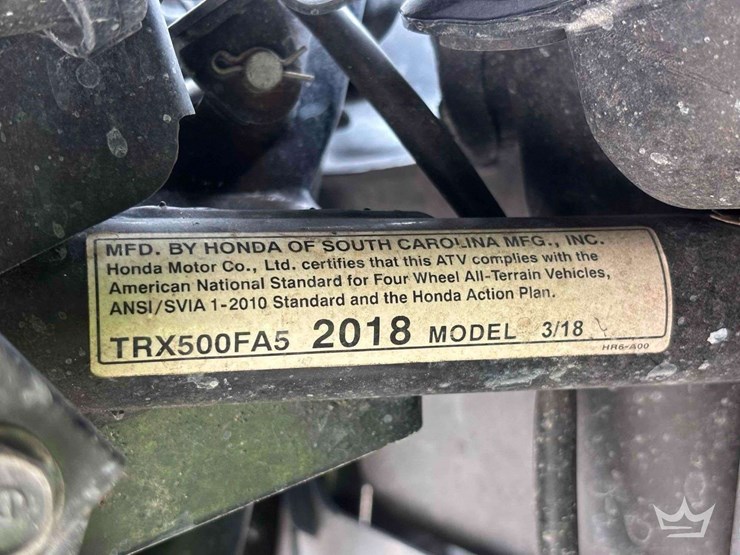 MFD. BY HONDA OF SOUTH CAROLINA MFG., INC.
Honda Motor Co., Ltd. certifies that this ATV complies with the
American National Standard for Four Wheel All-Terrain Vehicles,
ANSI/SVIA 1-2010 Standard and the Honda Action Plan.
TRX500FA5 2018 MODEL 3/18
HR6-A00